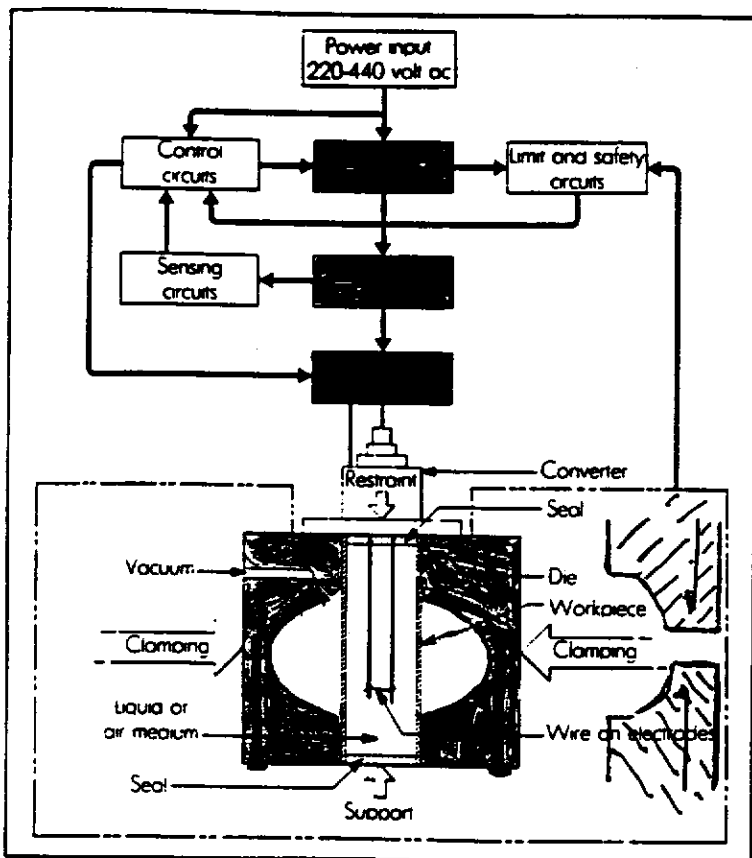 Power input
220-440 volt ac
Control
circuits
Limit and safety
circuits
Sensing
circuits
Converter
Restraint
Seal
Vacuum
Die
Workpiece
Clamping
Clamping
Liquid or
air medium
Wire on electrodes
Seal
Support